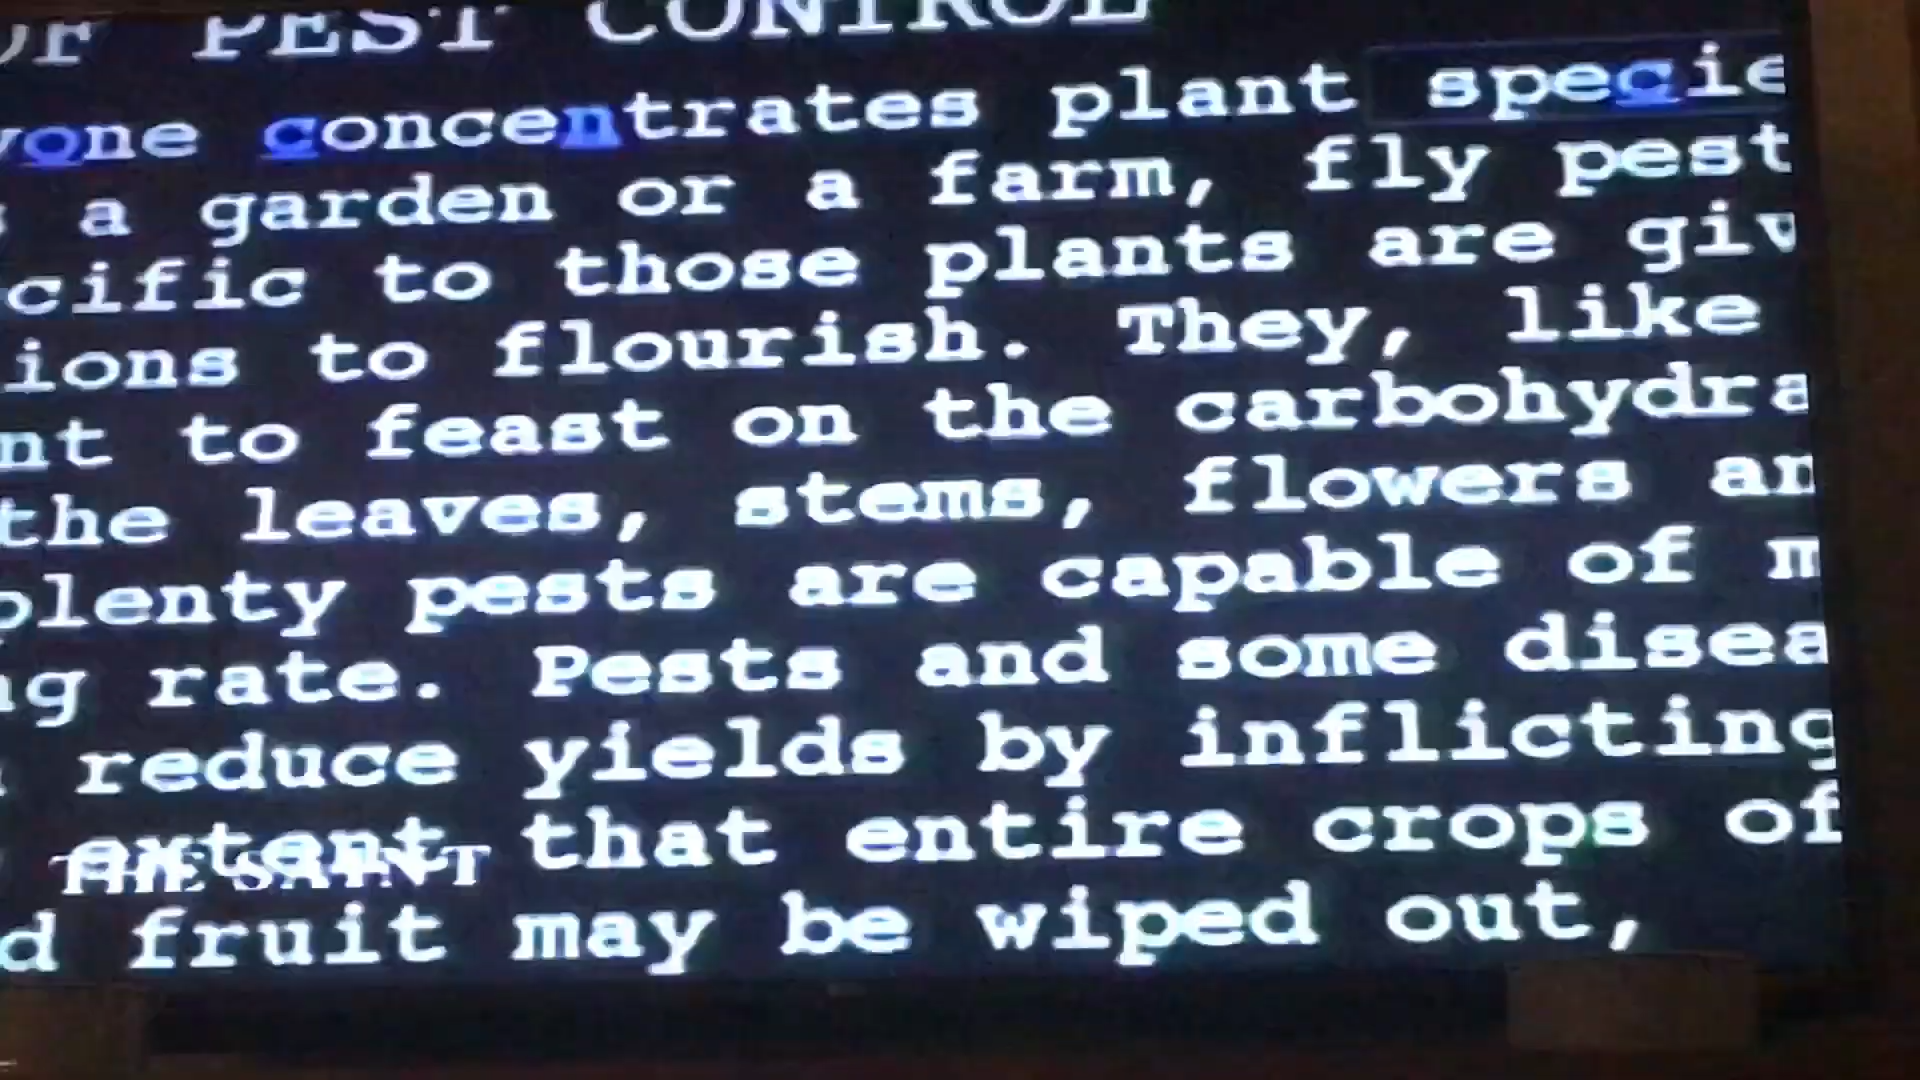 OF PEST CONTROL
yone concentrates plant specie
s a garden or a farm, fly pest
cific to those plants are giv
ions to flourish. They, like
nt to feast on the carbohydra
the leaves, stems, flowers an
plenty pests are capable of m
ng rate. Pests and some disea
reduce yields by inflicting
extent that entire crops of
THE SAINT
d fruit may be wiped out,